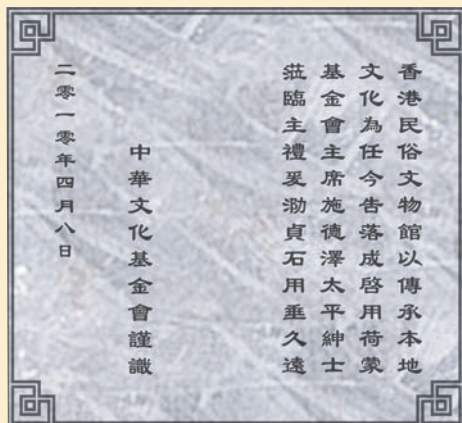 香港民俗文物館以傳承本地
文化為任今告落成啓用荷蒙
基金會主席施德澤太平紳士
蒞臨主禮爰泐貞石用垂久遠
中華文化基金會謹識
二零一零年四月八日